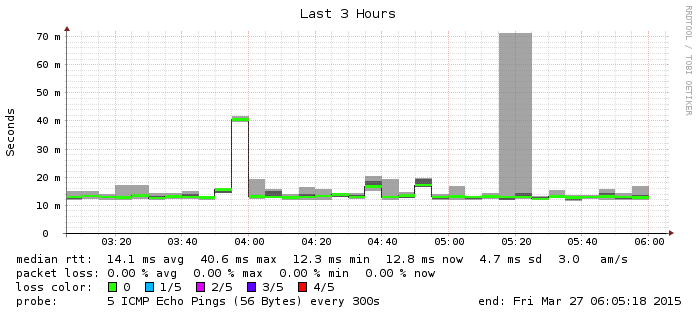 Last 3 Hours
RRDTOOL / TOBI OETIKER
Seconds
70 m
60 m
50 m
40 m
30 m
20 m
10 m
0
03:20 03:40 04:00 04:20 04:40 05:00 05:20 05:40 06:00
median rtt: 14.1 ms avg 40.6 ms max 12.3 ms min 12.8 ms now 4.7 ms sd 3.0 am/s
packet loss: 0.00 % avg 0.00 % max 0.00 % min 0.00 % now
loss color: 0 1/5 2/5 3/5 4/5
probe: 5 ICMP Echo Pings (56 Bytes) every 300s end: Fri Mar 27 06:05:18 2015